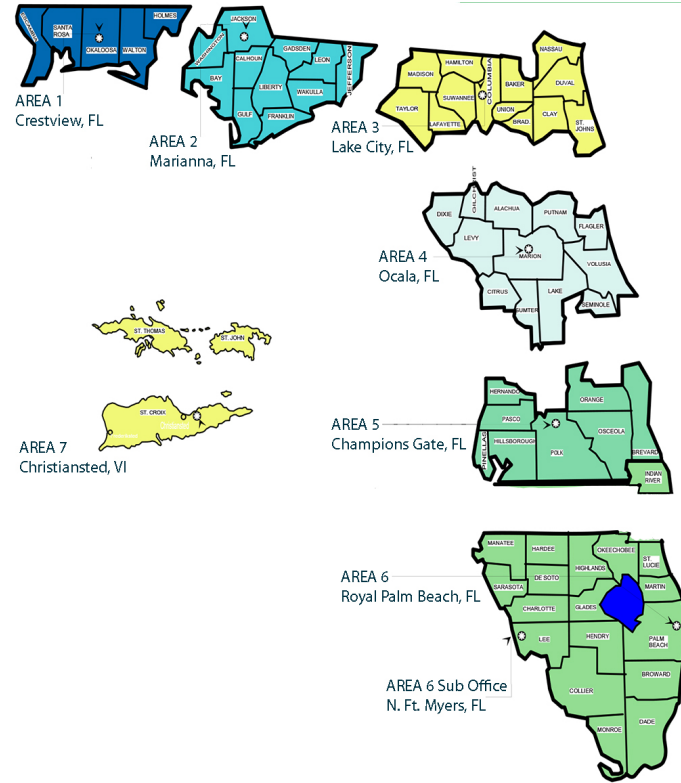 ESCAMBIA
SANTA
ROSA
OKALOOSA
WALTON
HOLMES
AREA 1
Crestview, FL
JACKSON
WASHINGTON
CALHOUN
GADSDEN
LEON
JEFFERSON
BAY
LIBERTY
WAKULLA
GULF
FRANKLIN
AREA 2
Marianna, FL
NASSAU
HAMILTON
MADISON
COLUMBIA
BAKER
DUVAL
SUWANNEE
TAYLOR
LAFAYETTE
UNION
BRAD.
CLAY
ST.
JOHNS
AREA 3
Lake City, FL
GILCHRIST
DIXIE
ALACHUA
PUTNAM
FLAGLER
LEVY
MARION
VOLUSIA
CITRUS
LAKE
SUMTER
SEMINOLE
AREA 4
Ocala, FL
ST. THOMAS
ST. JOHN
ST. CROIX
AREA 7
Christiansted, VI
HERNANDO
ORANGE
PASCO
OSCEOLA
HILLSBOROUGH
PINELLAS
POLK
BREVARD
INDIAN
RIVER
AREA 5
Champions Gate, FL
MANATEE
HARDEE
OKEECHOBEE
ST.
LUCIE
HIGHLANDS
SARASOTA
DE SOTO
MARTIN
CHARLOTTE
GLADES
LEE
HENDRY
PALM
BEACH
BROWARD
COLLIER
MONROE
DADE
AREA 6
Royal Palm Beach, FL
AREA 6 Sub Office
N. Ft. Myers, FL